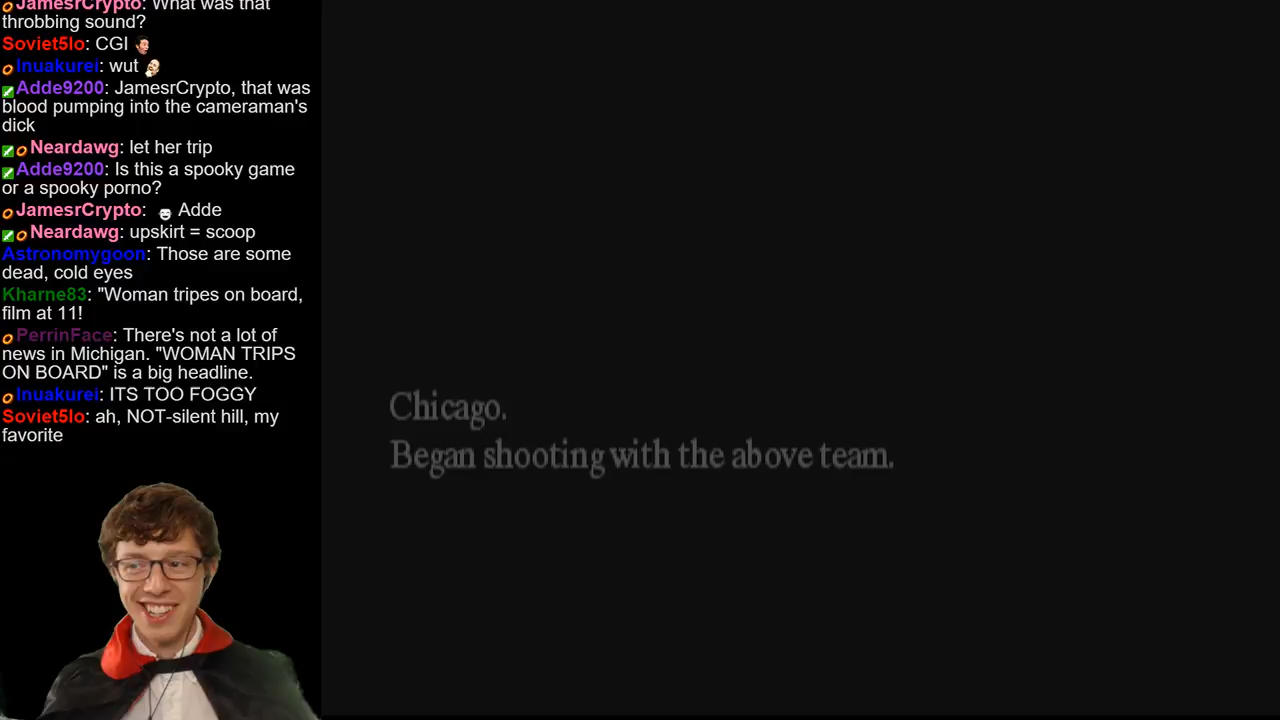 JamesrCrypto: What was that
throbbing sound?
Soviet5lo: CGI
Inuakurei: wut
Adde9200: JamesrCrypto, that was
blood pumping into the cameraman's
dick
Neardawg: let her trip
Adde9200: Is this a spooky game
or a spooky porno?
JamesrCrypto: Adde
Neardawg: upskirt = scoop
Astronomygoon: Those are some
dead, cold eyes
Kharne83: "Woman tripes on board,
film at 11!
PerrinFace: There's not a lot of
news in Michigan. "WOMAN TRIPS
ON BOARD" is a big headline.
Inuakurei: ITS TOO FOGGY
Soviet5lo: ah, NOT-silent hill, my
favorite
Chicago.
Began shooting with the above team.